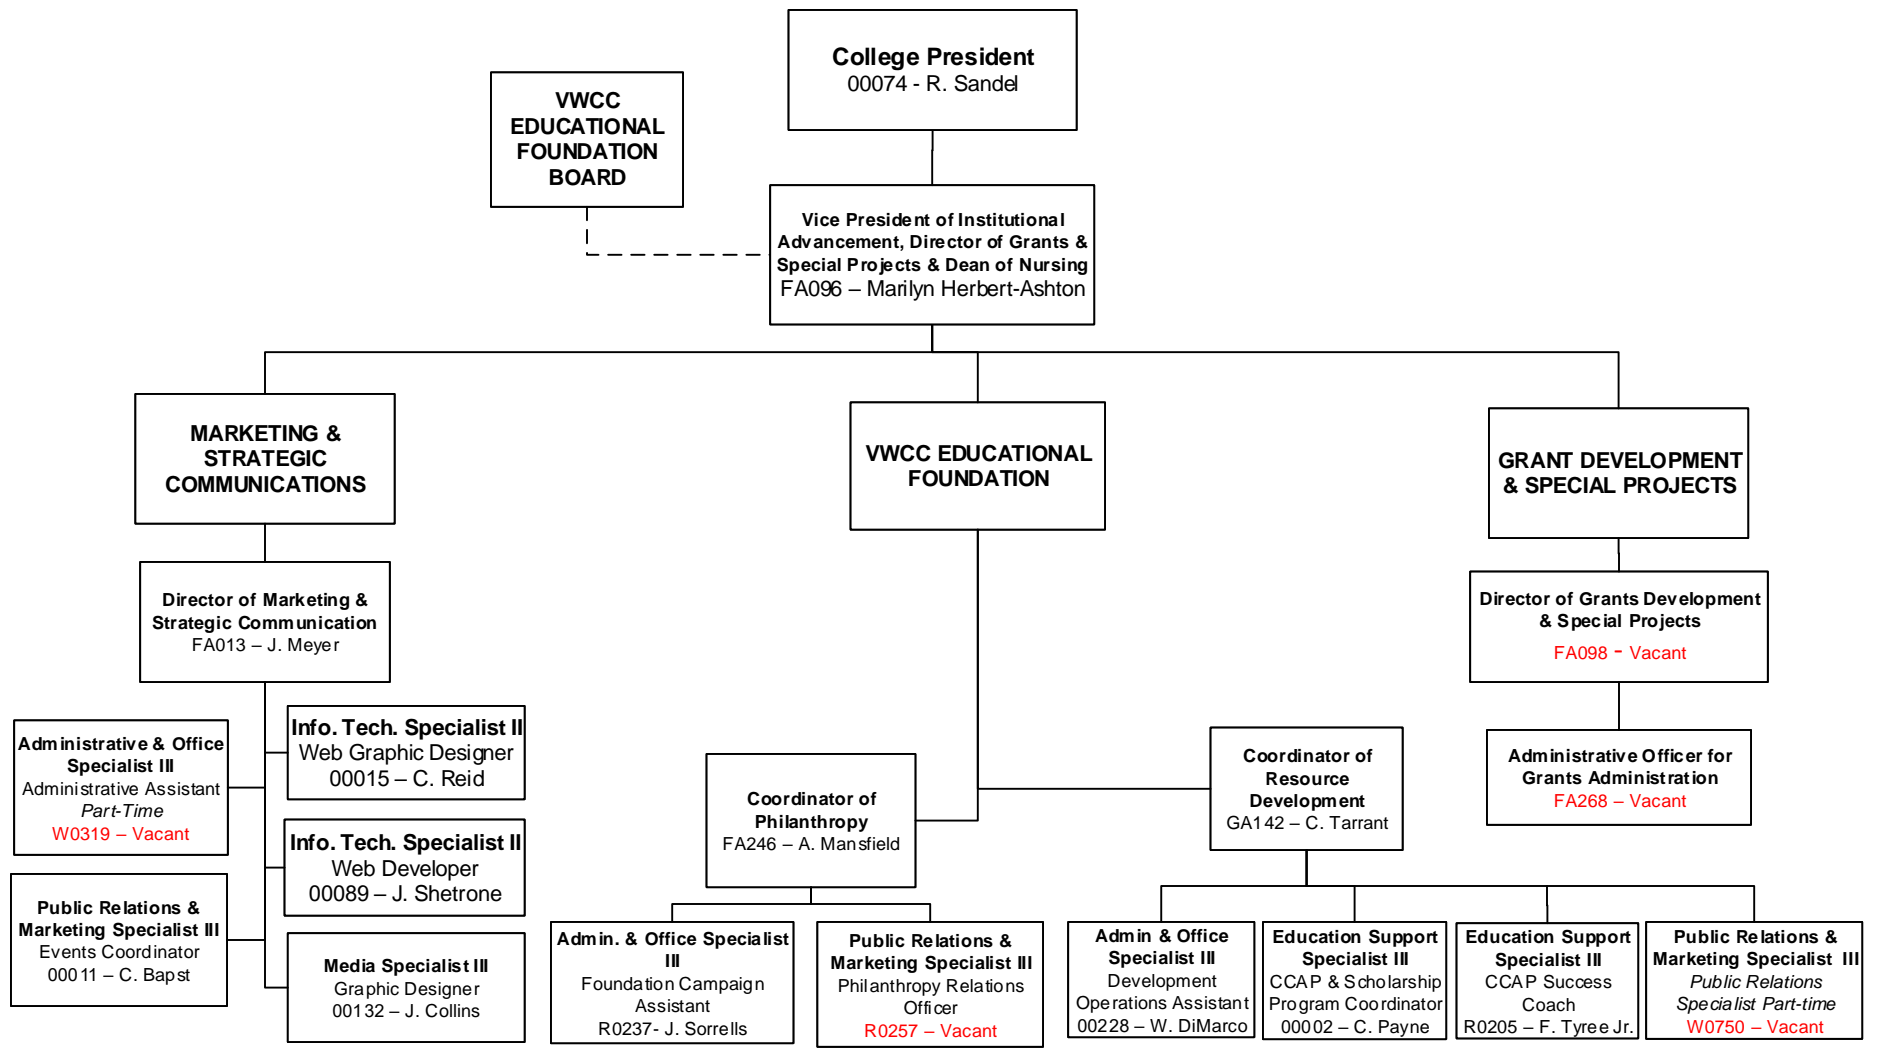 College President
00074 - R. Sandel
VWCC
EDUCATIONAL
FOUNDATION
BOARD
Vice President of Institutional
Advancement, Director of Grants &
Special Projects & Dean of Nursing
FA096 – Marilyn Herbert-Ashton
MARKETING &
STRATEGIC
COMMUNICATIONS
VWCC EDUCATIONAL
FOUNDATION
GRANT DEVELOPMENT
& SPECIAL PROJECTS
Director of Marketing &
Strategic Communication
FA013 – J. Meyer
Director of Grants Development
& Special Projects
FA098 - Vacant
Administrative & Office
Specialist III
Administrative Assistant
Part-Time
W0319 – Vacant
Info. Tech. Specialist II
Web Graphic Designer
00015 – C. Reid
Info. Tech. Specialist II
Web Developer
00089 – J. Shetrone
Public Relations &
Marketing Specialist III
Events Coordinator
00011 – C. Bapst
Media Specialist III
Graphic Designer
00132 – J. Collins
Coordinator of
Philanthropy
FA246 – A. Mansfield
Coordinator of
Resource
Development
GA142 – C. Tarrant
Administrative Officer for
Grants Administration
FA268 – Vacant
Admin. & Office Specialist
III
Foundation Campaign
Assistant
R0237- J. Sorrells
Public Relations &
Marketing Specialist III
Philanthropy Relations
Officer
R0257 – Vacant
Admin & Office
Specialist III
Development
Operations Assistant
00228 – W. DiMarco
Education Support
Specialist III
CCAP & Scholarship
Program Coordinator
00002 – C. Payne
Education Support
Specialist III
CCAP Success
Coach
R0205 – F. Tyree Jr.
Public Relations &
Marketing Specialist III
Public Relations
Specialist Part-time
W0750 – Vacant